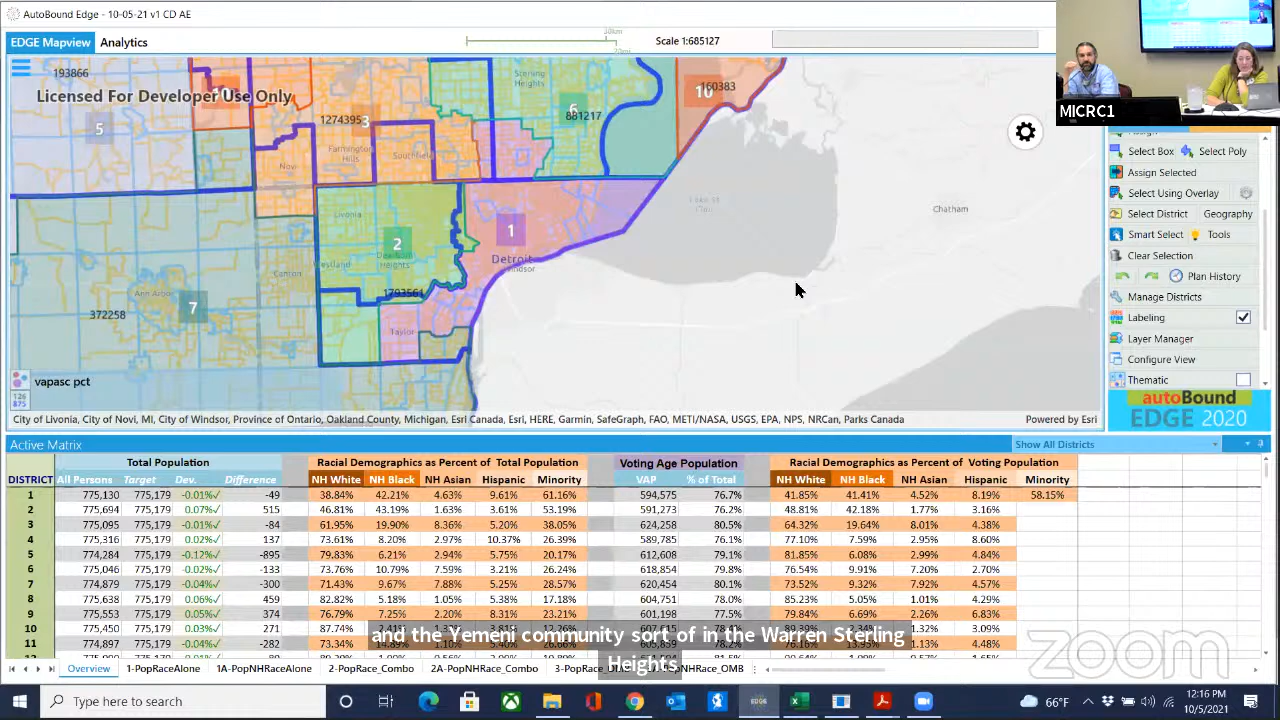 AutoBound Edge - 10-05-21 v1 CD AE
EDGE Mapview Analytics
Scale 1:685127
Licensed For Developer Use Only
193866
5
1274395
3
Farmington Hills
Southfield
Novi
Sterling Heights
6
881217
160383
10
Livonia
2
Westland
Canton
1
Detroit
Windsor
Chatham
Ann Arbor
7
372258
1793561
Taylor
vapasc pct
City of Livonia, City of Novi, MI, City of Windsor, Province of Ontario, Oakland County, Michigan, Esri Canada, Esri, HERE, Garmin, SafeGraph, FAO, METI/NASA, USGS, EPA, NPS, NRCan, Parks Canada
Powered by Esri
MICRC1
Select Box Select Poly
Assign Selected
Select Using Overlay
Select District Geography
Smart Select Tools
Clear Selection
Plan History
Manage Districts
Labeling
Layer Manager
Configure View
Thematic
autoBound
EDGE 2020
Active Matrix
Show All Districts
Total Population Racial Demographics as Percent of Total Population Voting Age Population Racial Demographics as Percent of Voting Population
DISTRICT All Persons Target Dev. Difference NH White NH Black NH Asian Hispanic Minority VAP % of Total NH White NH Black NH Asian Hispanic Minority
1 775,130 775,179 -0.01% -49 38.84% 42.21% 4.63% 9.61% 61.16% 594,575 76.7% 41.85% 41.41% 4.52% 8.19% 58.15%
2 775,694 775,179 0.07% 515 46.81% 43.19% 1.63% 3.61% 53.19% 591,273 76.2% 48.81% 42.18% 1.77% 3.16%
3 775,095 775,179 -0.01% -84 61.95% 19.90% 8.36% 5.20% 38.05% 624,258 80.5% 64.32% 19.64% 8.01% 4.38%
4 775,316 775,179 0.02% 137 73.61% 8.20% 2.97% 10.37% 26.39% 589,785 76.1% 77.10% 7.59% 2.95% 8.60%
5 774,284 775,179 -0.12% -895 79.83% 6.21% 2.94% 5.75% 20.17% 612,608 79.1% 81.85% 6.08% 2.99% 4.84%
6 775,046 775,179 -0.02% -133 73.76% 10.79% 7.59% 3.21% 26.24% 618,854 79.8% 76.54% 9.91% 7.20% 2.70%
7 774,879 775,179 -0.04% -300 71.43% 9.67% 7.88% 5.25% 28.57% 620,454 80.1% 73.52% 9.32% 7.92% 4.57%
8 775,638 775,179 0.06% 459 82.82% 5.18% 1.05% 5.38% 17.18% 604,751 78.0% 85.23% 5.05% 1.01% 4.29%
9 775,553 775,179 0.05% 374 76.79% 7.25% 2.20% 8.31% 23.21% 601,198 77.5% 79.84% 6.69% 2.26% 6.83%
10 775,450 775,179 0.03% 271 87.74% 1.32% 3.09%
11 774,897 775,179 -0.04% -282 73.34% 1.13% 4.48%
and the Yemeni community sort of in the Warren Sterling
Heights.
Overview 1-PopRaceAlone 1A-PopNHRaceAlone 2-PopRace_Combo 2A-PopNHRace_Combo
zoom
Type here to search
66°F
12:16 PM
10/5/2021